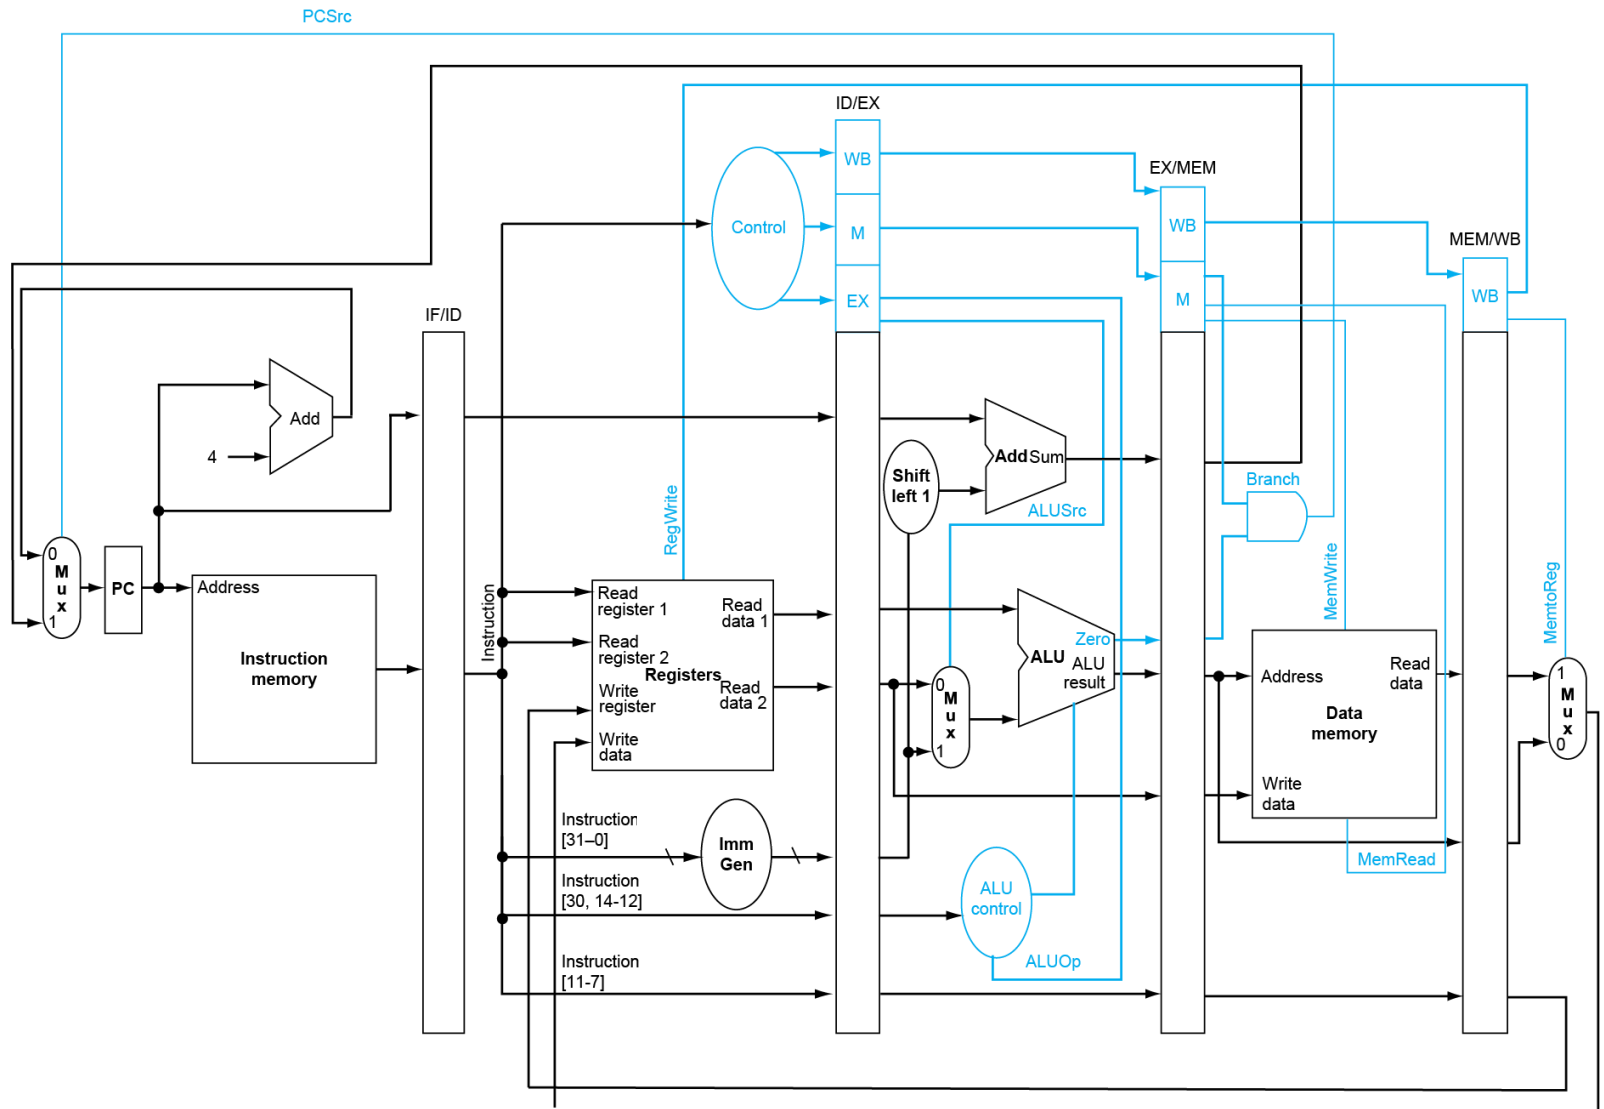 PCSrc
ID/EX
WB
EX/MEM
Control
M
WB
MEM/WB
EX
M
WB
IF/ID
Add
4
Add Sum
Shift
left 1
Branch
ALUSrc
RegWrite
MemWrite
MemtoReg
0
M
u
x
1
PC
Address
Instruction
memory
Instruction
Read
register 1
Read
data 1
Read
register 2
Registers
Write
register
Read
data 2
Write
data
0
M
u
x
1
Zero
ALU
ALU
result
Address
Read
data
Data
memory
Write
data
1
M
u
x
0
MemRead
Instruction
[31–0]
Imm
Gen
Instruction
[30, 14-12]
ALU
control
ALUOp
Instruction
[11-7]